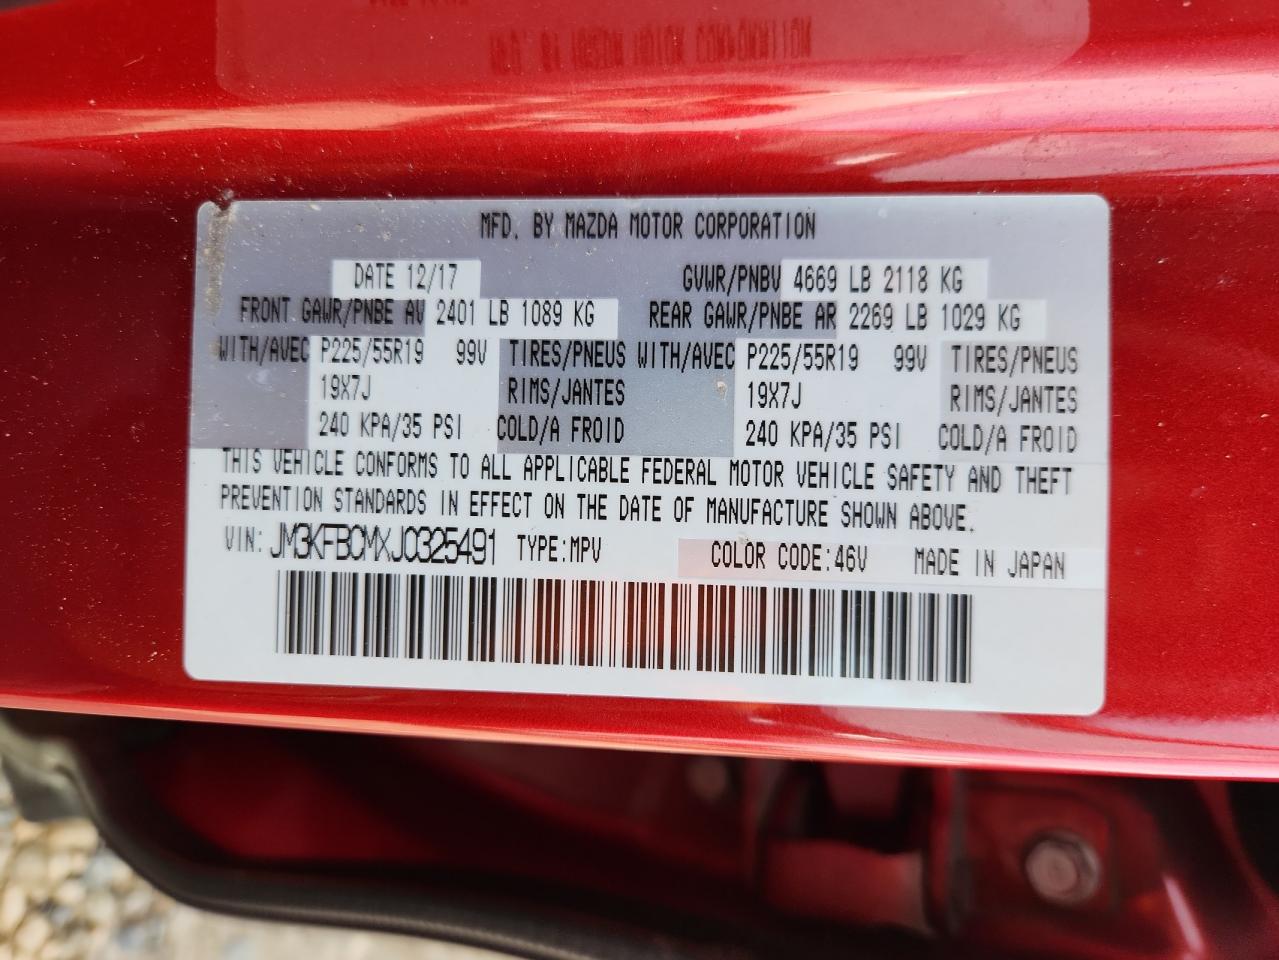 MFD. BY MAZDA MOTOR CORPORATION
DATE 12/17 GVWR/PNBV 4669 LB 2118 KG
FRONT GAWR/PNBE AV 2401 LB 1089 KG REAR GAWR/PNBE AR 2269 LB 1029 KG
WITH/AVEC P225/55R19 99V TIRES/PNEUS WITH/AVEC P225/55R19 99V TIRES/PNEUS
19X7J RIMS/JANTES 19X7J RIMS/JANTES
240 KPA/35 PSI COLD/A FROID 240 KPA/35 PSI COLD/A FROID
THIS VEHICLE CONFORMS TO ALL APPLICABLE FEDERAL MOTOR VEHICLE SAFETY AND THEFT
PREVENTION STANDARDS IN EFFECT ON THE DATE OF MANUFACTURE SHOWN ABOVE.
VIN: JM3KFBCMXJ0325491 TYPE:MPV COLOR CODE:46V MADE IN JAPAN